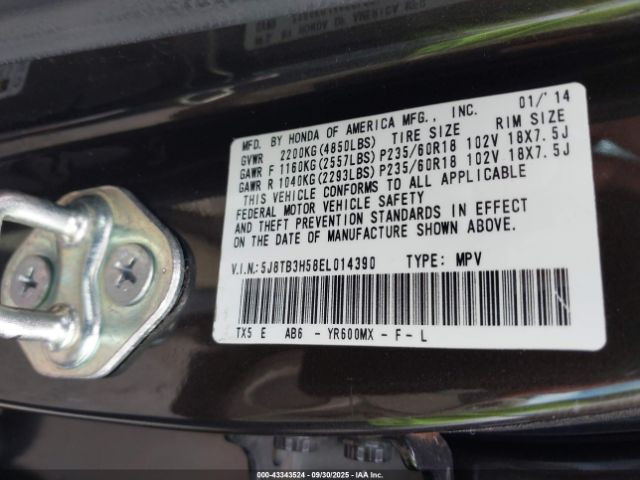 MFD. BY HONDA OF AMERICA MFG., INC. 01/'14
GVWR 2200KG(4850LBS) TIRE SIZE RIM SIZE
GAWR F 1160KG(2557LBS) P235/60R18 102V 18X7.5J
GAWR R 1040KG(2293LBS) P235/60R18 102V 18X7.5J
THIS VEHICLE CONFORMS TO ALL APPLICABLE
FEDERAL MOTOR VEHICLE SAFETY
AND THEFT PREVENTION STANDARDS IN EFFECT
ON THE DATE OF MANUFACTURE SHOWN ABOVE.
V.I.N.: 5J8TB3H58EL014390 TYPE: MPV
TX5 E AB6 - YR600MX - F - L
000-43343524 | 09/30/2025 | IAAI/C3